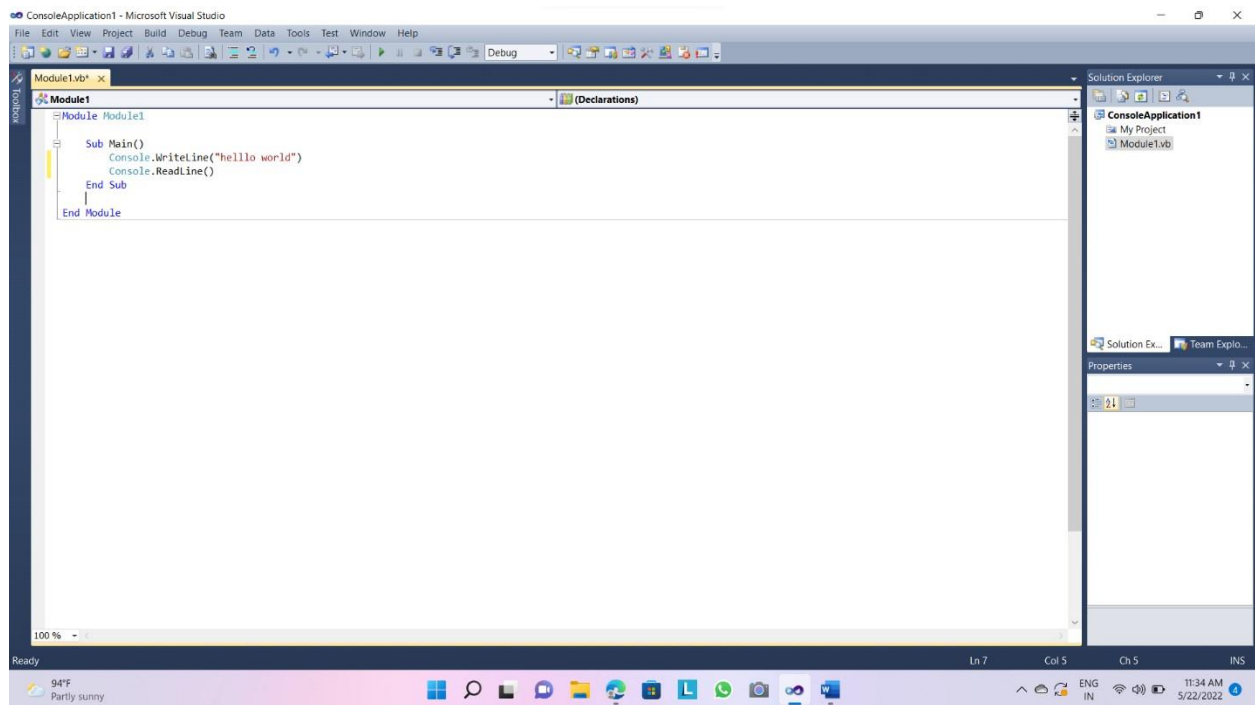 ConsoleApplication1 - Microsoft Visual Studio
File Edit View Project Build Debug Team Data Tools Test Window Help
Debug
Toolbox
Module1.vb*
Module1
(Declarations)
Module Module1
Sub Main()
Console.WriteLine("helllo world")
Console.ReadLine()
End Sub
End Module
100 %
Solution Explorer
ConsoleApplication1
My Project
Module1.vb
Solution Ex...
Team Explo...
Properties
Ready
Ln 7
Col 5
Ch 5
INS
94°F
Partly sunny
L
W
ENG
IN
11:34 AM
5/22/2022
4